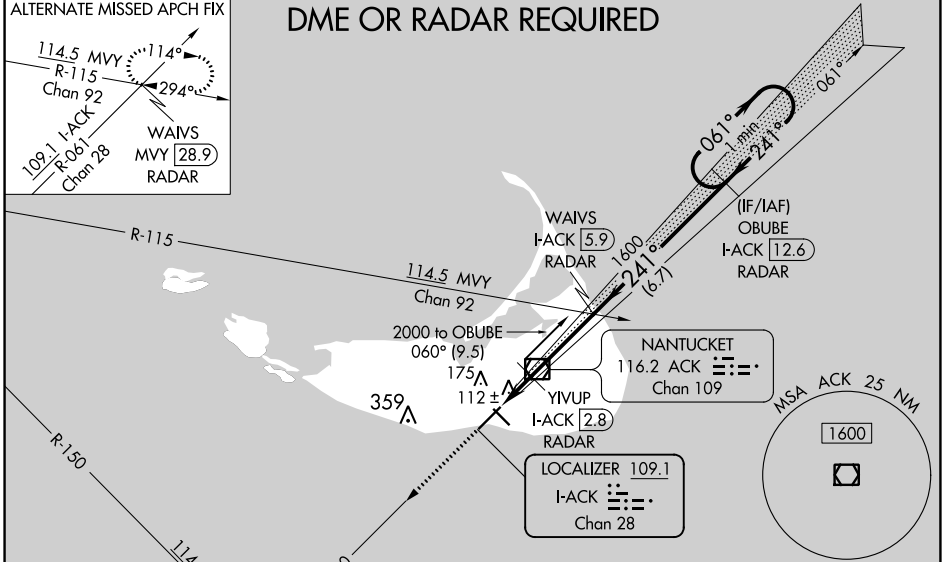 ALTERNATE MISSED APCH FIX
114.5 MVY
R-115
Chan 92
114°
294°
109.1 I-ACK
R-061
Chan 28
WAIVS
MVY 28.9
RADAR
DME OR RADAR REQUIRED
061°
061°
1 min
241°
(IF/IAF)
OBUBE
I-ACK 12.6
RADAR
WAIVS
I-ACK 5.9
RADAR
1600
241°
(6.7)
R-115
114.5 MVY
Chan 92
2000 to OBUBE
060° (9.5)
175
112 ±
359
YIVUP
I-ACK 2.8
RADAR
NANTUCKET
116.2 ACK
Chan 109
LOCALIZER 109.1
I-ACK
Chan 28
MSA ACK 25 NM
1600
R-150